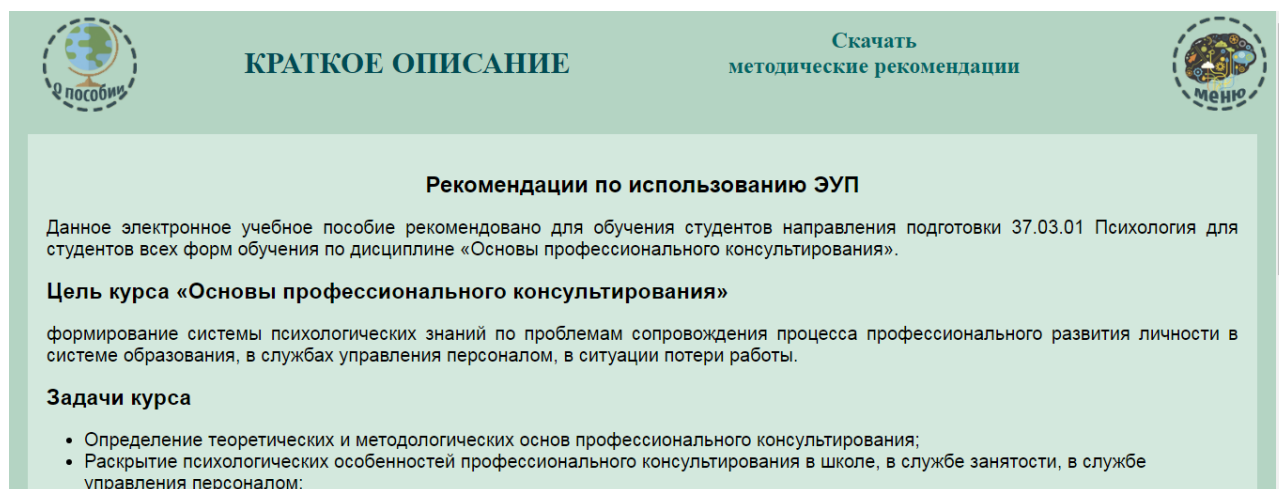 О пособии
КРАТКОЕ ОПИСАНИЕ
Скачать
методические рекомендации
меню
Рекомендации по использованию ЭУП
Данное электронное учебное пособие рекомендовано для обучения студентов направления подготовки 37.03.01 Психология для
студентов всех форм обучения по дисциплине «Основы профессионального консультирования».
Цель курса «Основы профессионального консультирования»
формирование системы психологических знаний по проблемам сопровождения процесса профессионального развития личности в
системе образования, в службах управления персоналом, в ситуации потери работы.
Задачи курса
• Определение теоретических и методологических основ профессионального консультирования;
• Раскрытие психологических особенностей профессионального консультирования в школе, в службе занятости, в службе
управления персоналом;